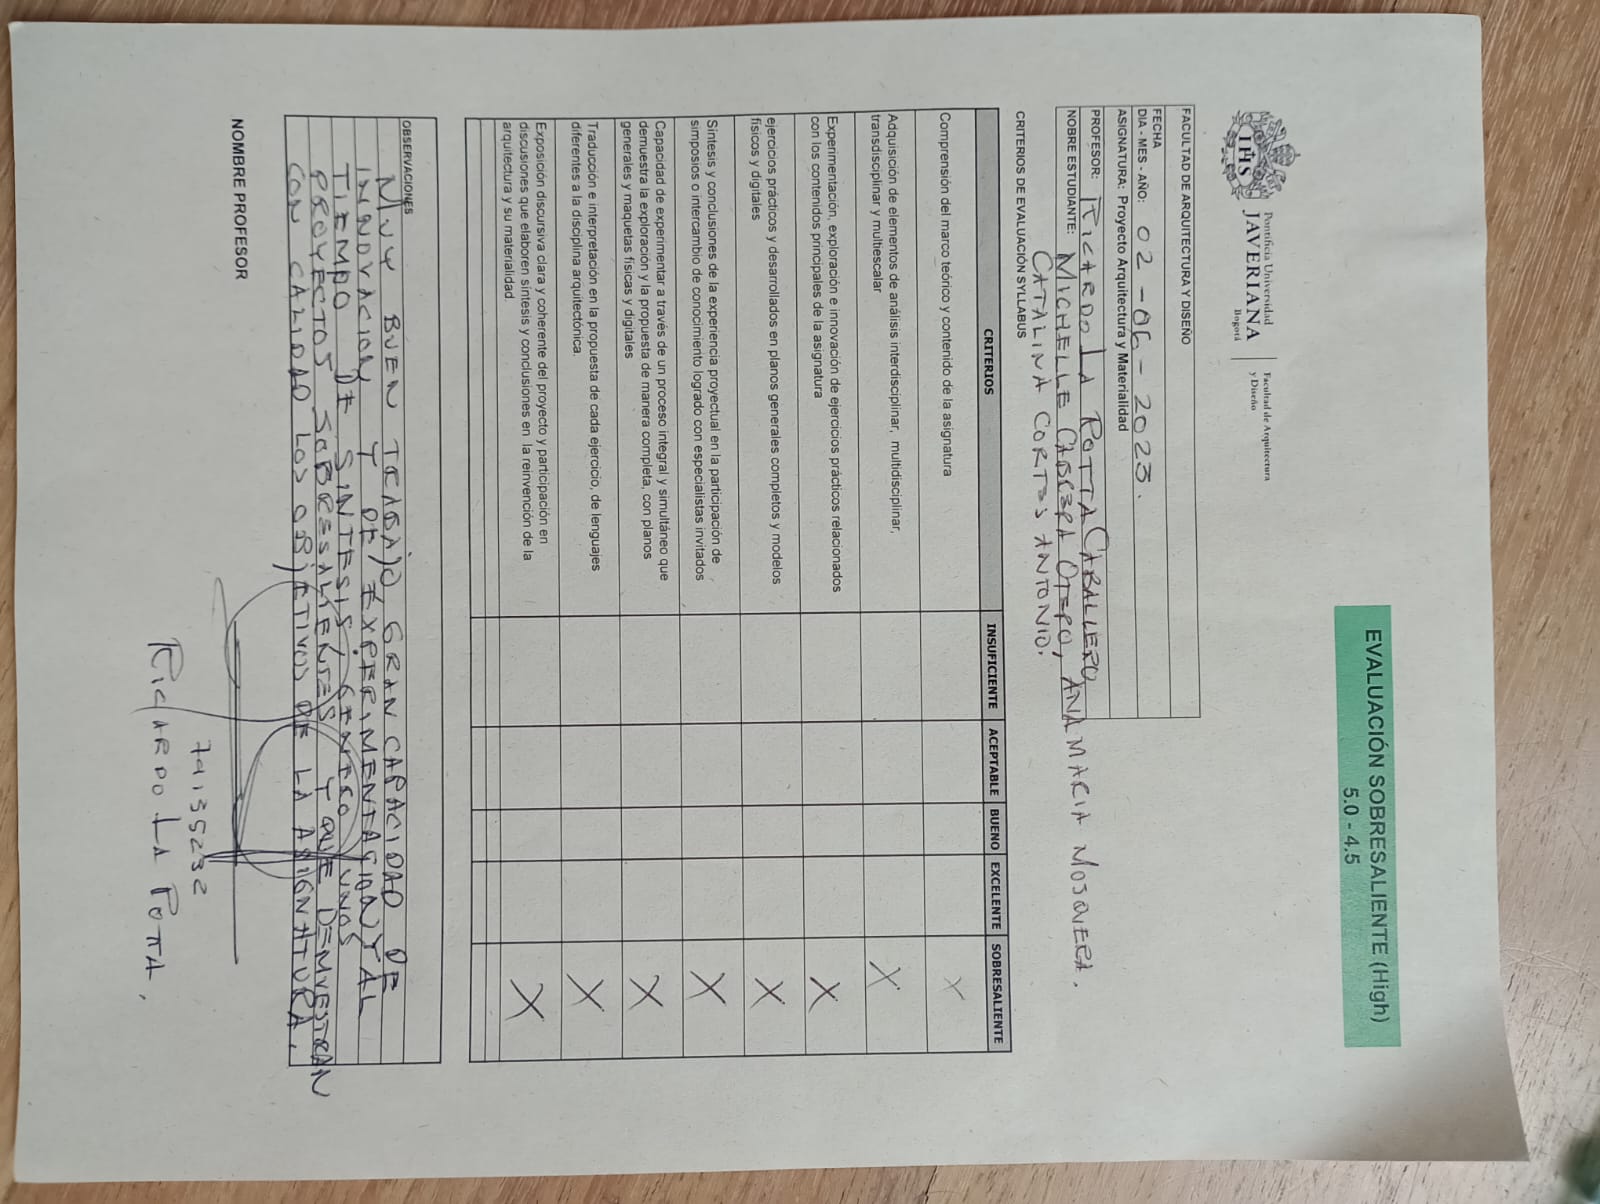 Pontificia Universidad
JAVERIANA
Bogotá
Facultad de Arquitectura
y Diseño
EVALUACIÓN SOBRESALIENTE (High)
5.0 - 4.5
FACULTAD DE ARQUITECTURA Y DISEÑO
FECHA
DIA - MES - AÑO: 02 - 06 - 2023.
ASIGNATURA: Proyecto Arquitectura y Materialidad
PROFESOR: RICARDO LA ROTTA CABALLERO
NOBRE ESTUDIANTE: MICHELLE CABRERA OTERO, ANA MARIA MOSQUERA.
CATALINA CORTES ANTONIO.
CRITERIOS DE EVALUACIÓN SYLLABUS
CRITERIOS INSUFICIENTE ACEPTABLE BUENO EXCELENTE SOBRESALIENTE
Comprensión del marco teórico y contenido de la asignatura X
Adquisición de elementos de análisis interdisciplinar, multidisciplinar,
transdisciplinar y multiescalar X
Experimentación, exploración e innovación de ejercicios prácticos relacionados
con los contenidos principales de la asignatura X
ejercicios prácticos y desarrollados en planos generales completos y modelos
físicos y digitales X
Síntesis y conclusiones de la experiencia proyectual en la participación de
simposios o intercambio de conocimiento logrado con especialistas invitados X
Capacidad de experimentar a través de un proceso integral y simultáneo que
demuestra la exploración y la propuesta de manera completa, con planos
generales y maquetas físicas y digitales X
Traducción e interpretación en la propuesta de cada ejercicio, de lenguajes
diferentes a la disciplina arquitectónica. X
Exposición discursiva clara y coherente del proyecto y participación en
discusiones que elaboren síntesis y conclusiones en la reinvención de la
arquitectura y su materialidad. X
OBSERVACIONES
MUY BUEN TRABAJO, GRAN CAPACIDAD DE
INNOVACION Y DE EXPERIMENTACION Y AL
TIEMPO DE SINTESIS, UNOS
PROYECTOS SOBRESALIENTES Y QUE DEMUESTRAN
CON CALIDAD LOS OBJETIVOS DE LA ASIGNATURA.
NOMBRE PROFESOR
79135232
RICARDO LA ROTTA.